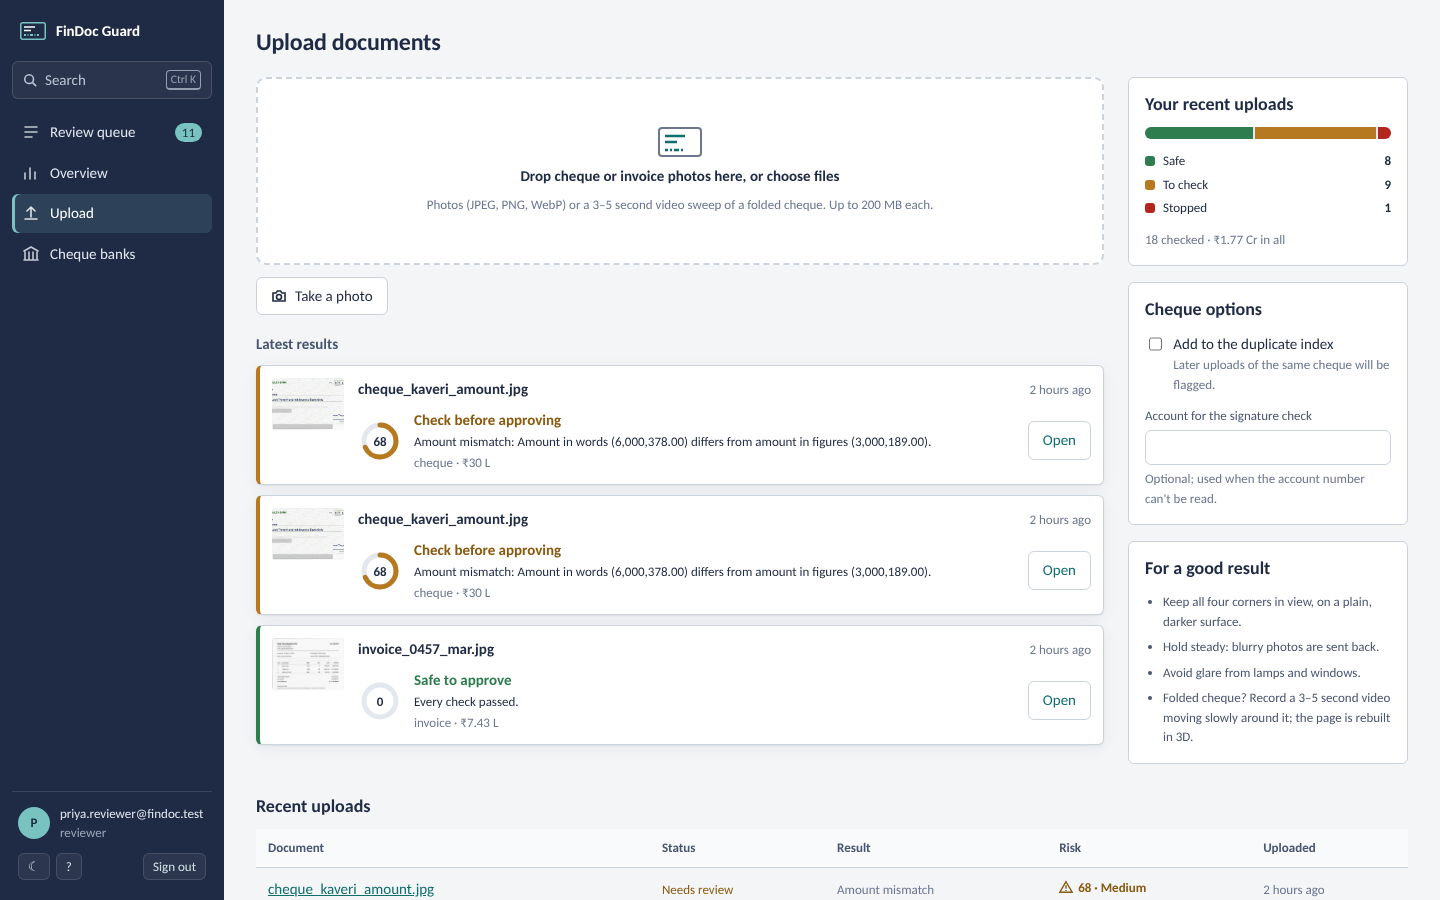 FinDoc Guard
Search
Ctrl K
Review queue
11
Overview
Upload
Cheque banks
priya.reviewer@findoc.test
P
reviewer
?
Sign out
Upload documents
Drop cheque or invoice photos here, or choose files
Photos (JPEG, PNG, WebP) or a 3–5 second video sweep of a folded cheque. Up to 200 MB each.
Take a photo
Latest results
cheque_kaveri_amount.jpg
2 hours ago
Check before approving
68
Amount mismatch: Amount in words (6,000,378.00) differs from amount in figures (3,000,189.00).
cheque · ₹30 L
Open
cheque_kaveri_amount.jpg
2 hours ago
Check before approving
68
Amount mismatch: Amount in words (6,000,378.00) differs from amount in figures (3,000,189.00).
cheque · ₹30 L
Open
invoice_0457_mar.jpg
2 hours ago
Safe to approve
0
Every check passed.
invoice · ₹7.43 L
Open
Your recent uploads
Safe 8
To check 9
Stopped 1
18 checked · ₹1.77 Cr in all
Cheque options
Add to the duplicate index
Later uploads of the same cheque will be
flagged.
Account for the signature check
Optional; used when the account number
can't be read.
For a good result
• Keep all four corners in view, on a plain,
darker surface.
• Hold steady: blurry photos are sent back.
• Avoid glare from lamps and windows.
• Folded cheque? Record a 3–5 second video
moving slowly around it; the page is rebuilt
in 3D.
Recent uploads
Document Status Result Risk Uploaded
cheque_kaveri_amount.jpg Needs review Amount mismatch 68 · Medium 2 hours ago